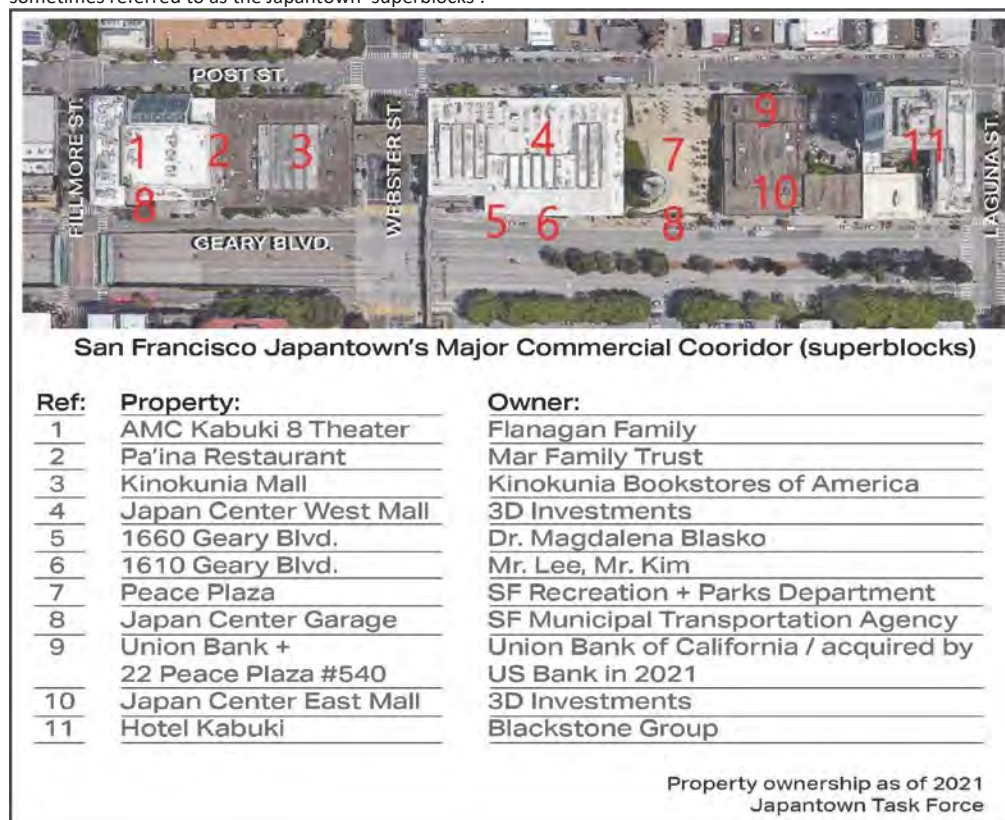 sometimes referred to as the Japantown "superblocks".
POST ST.
FILLMORE ST.
WEBSTER ST.
LAGUNA ST.
1
2
3
4
7
9
10
11
8
5
6
8
GEARY BLVD.
San Francisco Japantown's Major Commercial Cooridor (superblocks)
Ref: Property: Owner:
1 AMC Kabuki 8 Theater Flanagan Family
2 Pa'ina Restaurant Mar Family Trust
3 Kinokunia Mall Kinokunia Bookstores of America
4 Japan Center West Mall 3D Investments
5 1660 Geary Blvd. Dr. Magdalena Blasko
6 1610 Geary Blvd. Mr. Lee, Mr. Kim
7 Peace Plaza SF Recreation + Parks Department
8 Japan Center Garage SF Municipal Transportation Agency
9 Union Bank + Union Bank of California / acquired by
22 Peace Plaza #540 US Bank in 2021
10 Japan Center East Mall 3D Investments
11 Hotel Kabuki Blackstone Group
Property ownership as of 2021
Japantown Task Force